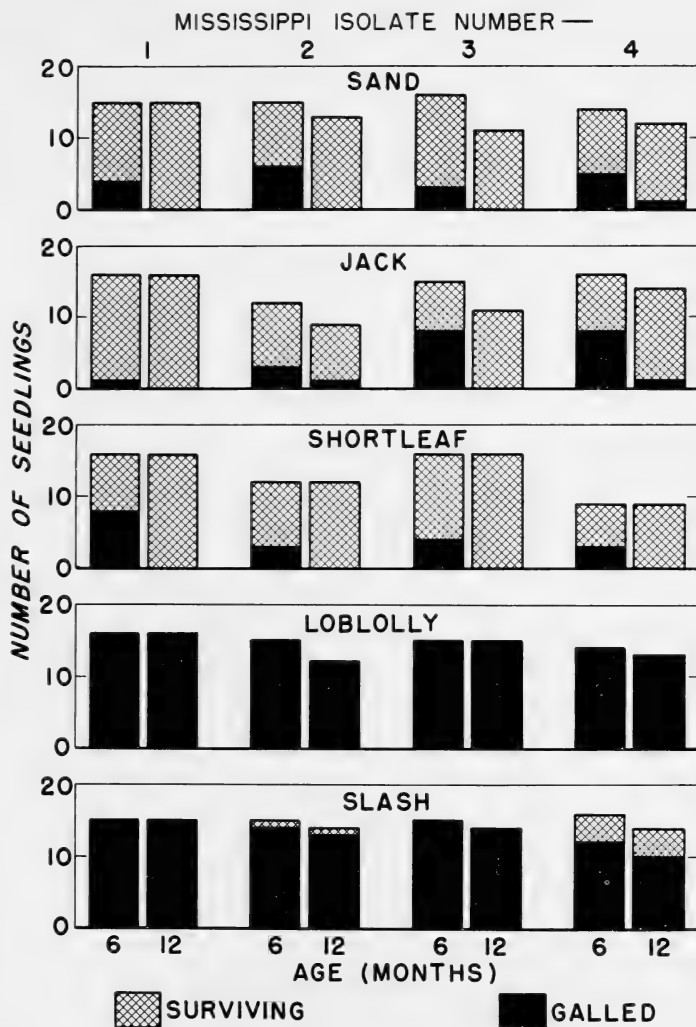 MISSISSIPPI ISOLATE NUMBER —
1 2 3 4
NUMBER OF SEEDLINGS
20
SAND
10
0
20
JACK
10
0
20
SHORTLEAF
10
0
20
LOBLOLLY
10
0
20
SLASH
10
0
6 12 6 12 6 12 6 12
AGE (MONTHS)
SURVIVING GALLED